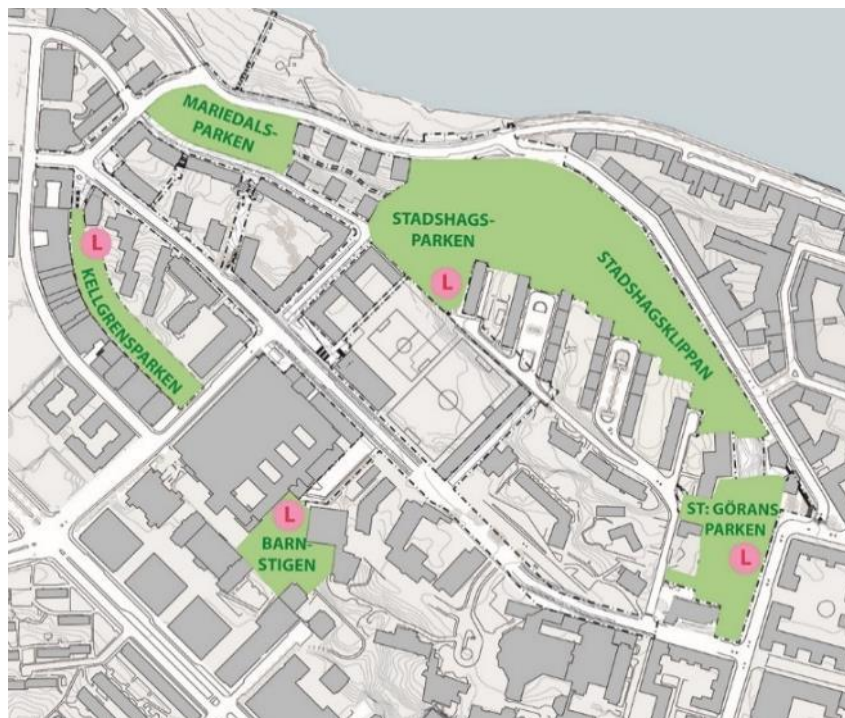 MARIEDALS-
PARKEN
STADSHAGS-
PARKEN
L
L
KELLGRENSPARKEN
STADSHAGSKLIPPAN
L
BARN-
STIGEN
ST: GÖRANS-
PARKEN
L